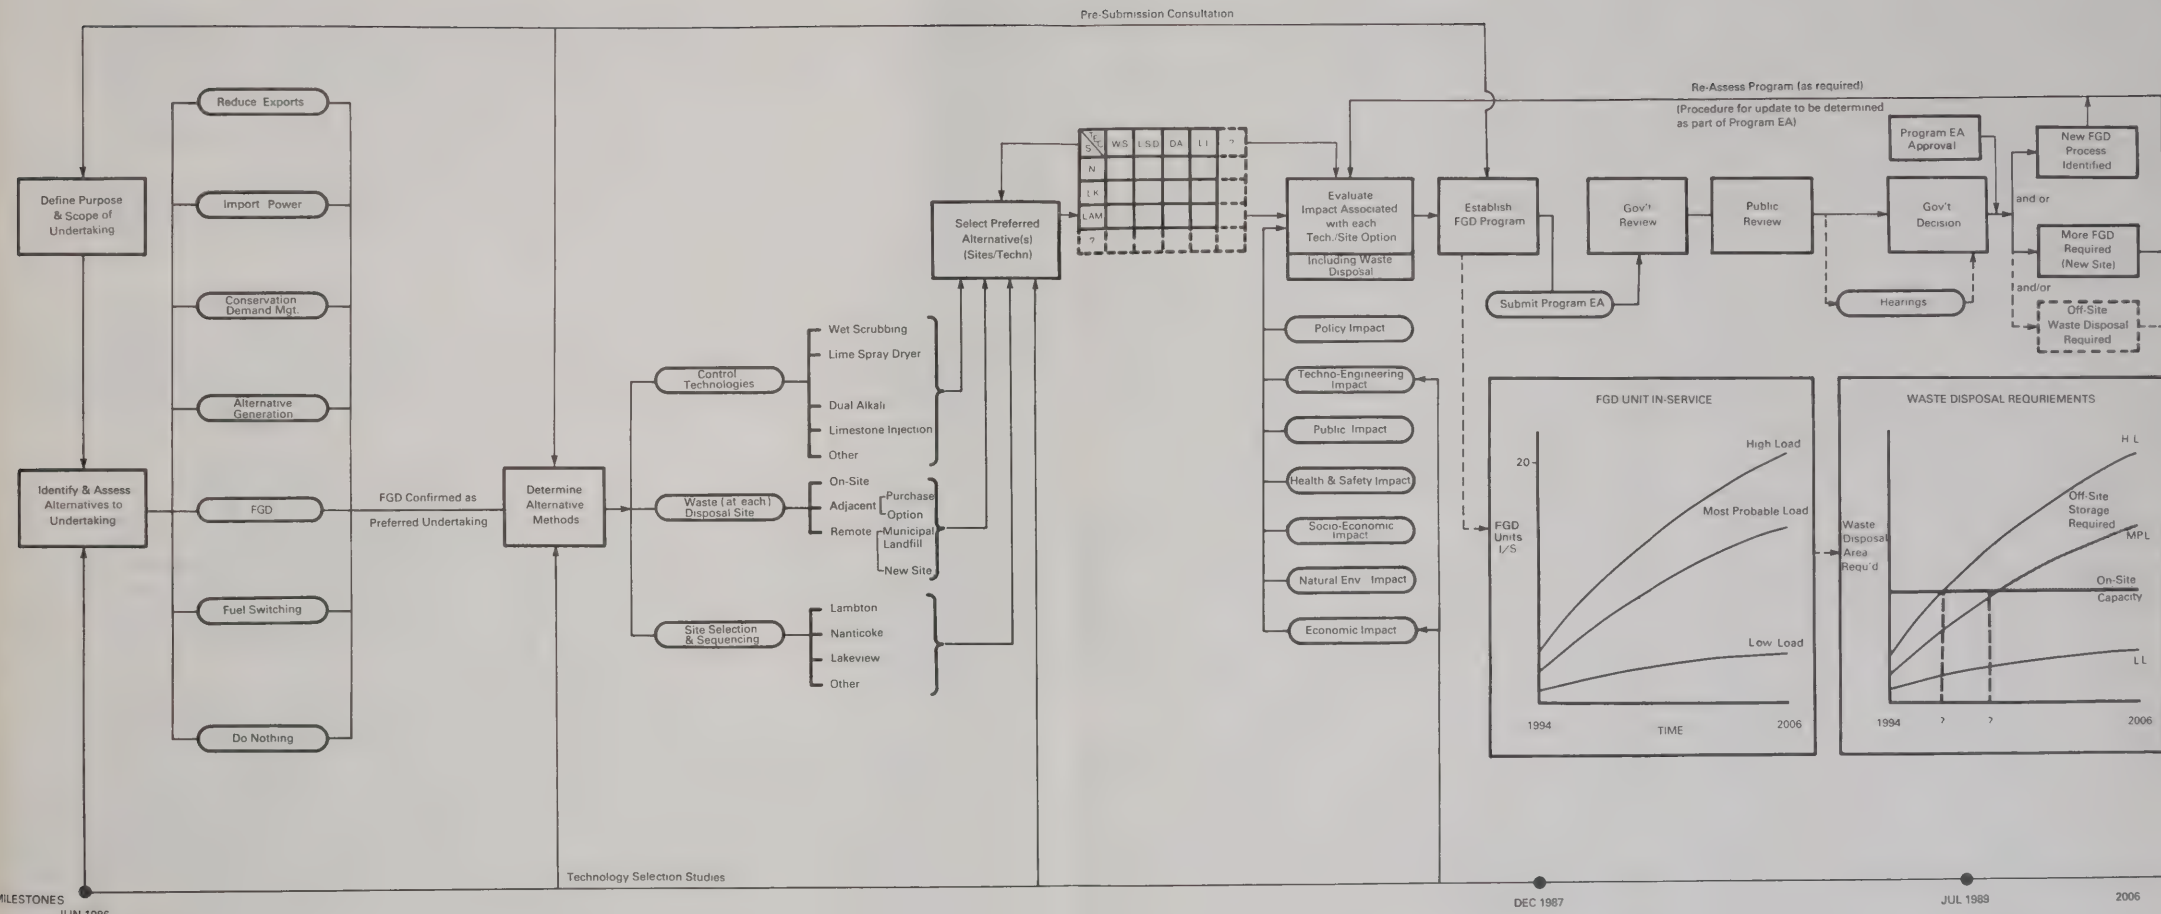 Pre-Submission Consultation
Re-Assess Program (as required)
(Procedure for update to be determined
as part of Program EA)
Define Purpose
& Scope of
Undertaking
Identify & Assess
Alternatives to
Undertaking
Reduce Exports
Import Power
Conservation
Demand Mgt.
Alternative
Generation
FGD
Fuel Switching
Do Nothing
FGD Confirmed as
Preferred Undertaking
Determine
Alternative
Methods
Control
Technologies
Wet Scrubbing
Lime Spray Dryer
Dual Alkali
Limestone Injection
Other
Waste (at each)
Disposal Site
On-Site
Adjacent
Purchase
Option
Remote
Municipal
Landfill
New Site
Site Selection
& Sequencing
Lambton
Nanticoke
Lakeview
Other
Select Preferred
Alternative(s)
(Sites/Techn)
S WS LSD DA LI ?
N
LK
LAM
?
Evaluate
Impact Associated
with each
Tech./Site Option
Including Waste
Disposal
Policy Impact
Techno-Engineering
Impact
Public Impact
Health & Safety Impact
Socio-Economic
Impact
Natural Env Impact
Economic Impact
Establish
FGD Program
Submit Program EA
Gov't
Review
Public
Review
Hearings
Program EA
Approval
Gov't
Decision
New FGD
Process
Identified
and or
More FGD
Required
(New Site)
and/or
Off-Site
Waste Disposal
Required
FGD UNIT IN-SERVICE
20
High Load
Most Probable Load
Low Load
FGD
Units
I/S
1994
TIME
2006
WASTE DISPOSAL REQURIEMENTS
HL
Off-Site
Storage
Required
MPL
On-Site
Capacity
LL
Waste
Disposal
Area
Requ'd
1994
?
?
2006
Technology Selection Studies
MILESTONES
DEC 1987
JUL 1989
2006